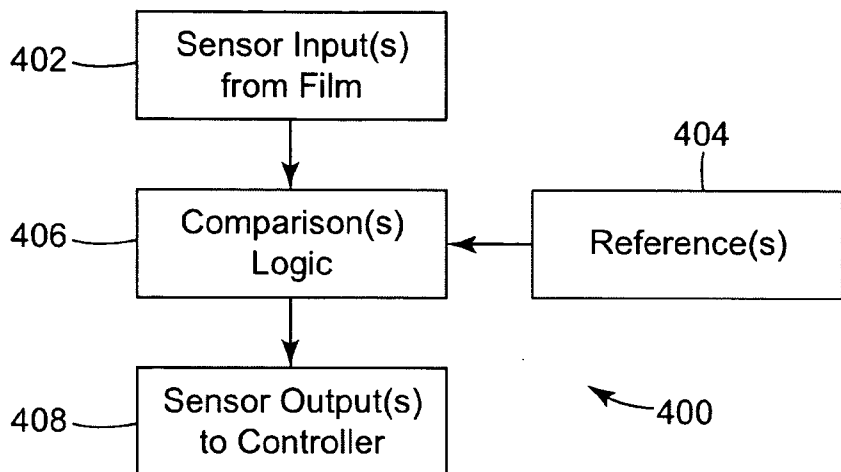 402
Sensor Input(s)
from Film
404
406
Comparison(s)
Logic
Reference(s)
408
Sensor Output(s)
to Controller
400